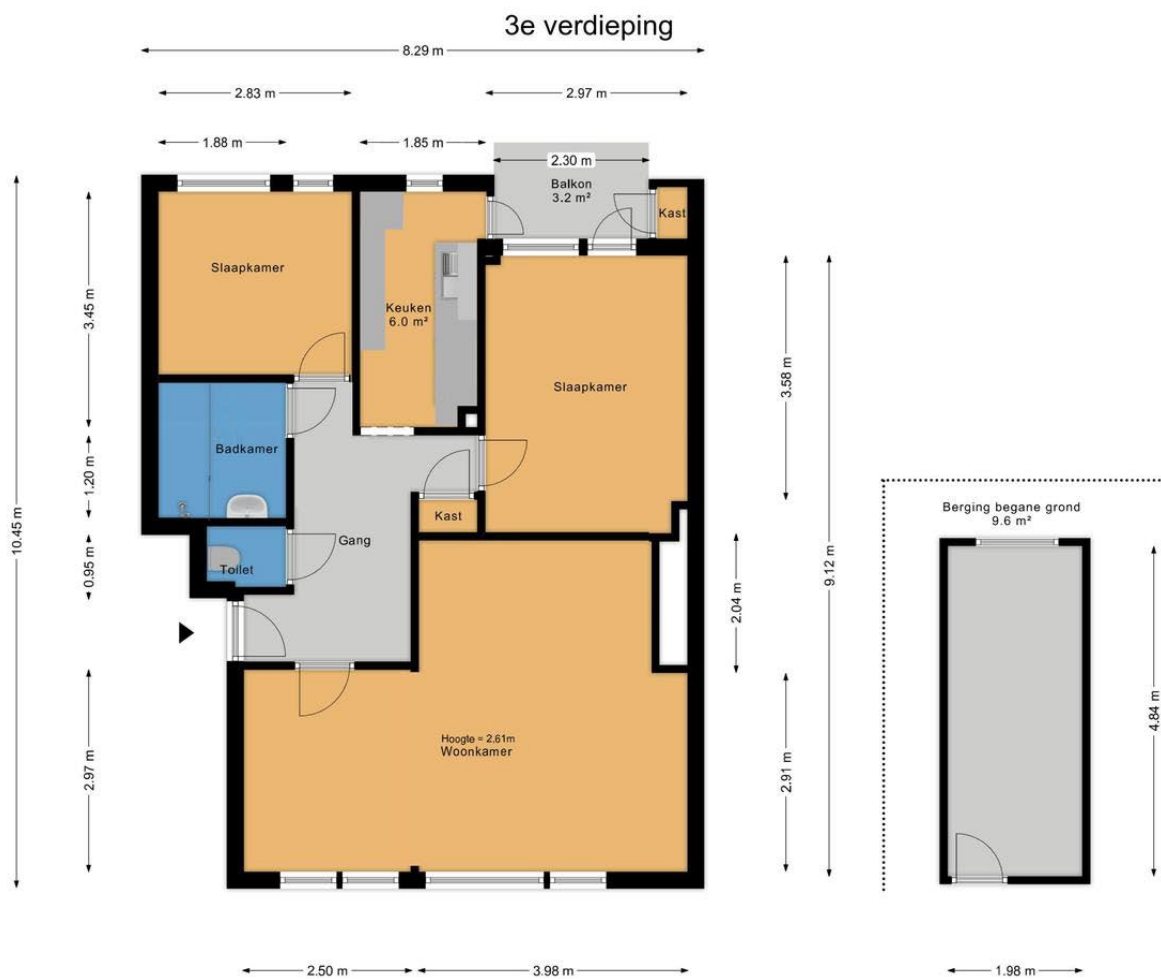 3e verdieping
8.29 m
2.83 m
2.97 m
1.88 m
1.85 m
2.30 m
Balkon
3.2 m²
Kast
Slaapkamer
Keuken
6.0 m²
Slaapkamer
3.45 m
3.58 m
Badkamer
1.20 m
Kast
Berging begane grond
9.6 m²
10.45 m
0.95 m
Toilet
Gang
9.12 m
2.04 m
4.84 m
Hoogte = 2.61m
Woonkamer
2.97 m
2.91 m
2.50 m
3.98 m
1.98 m